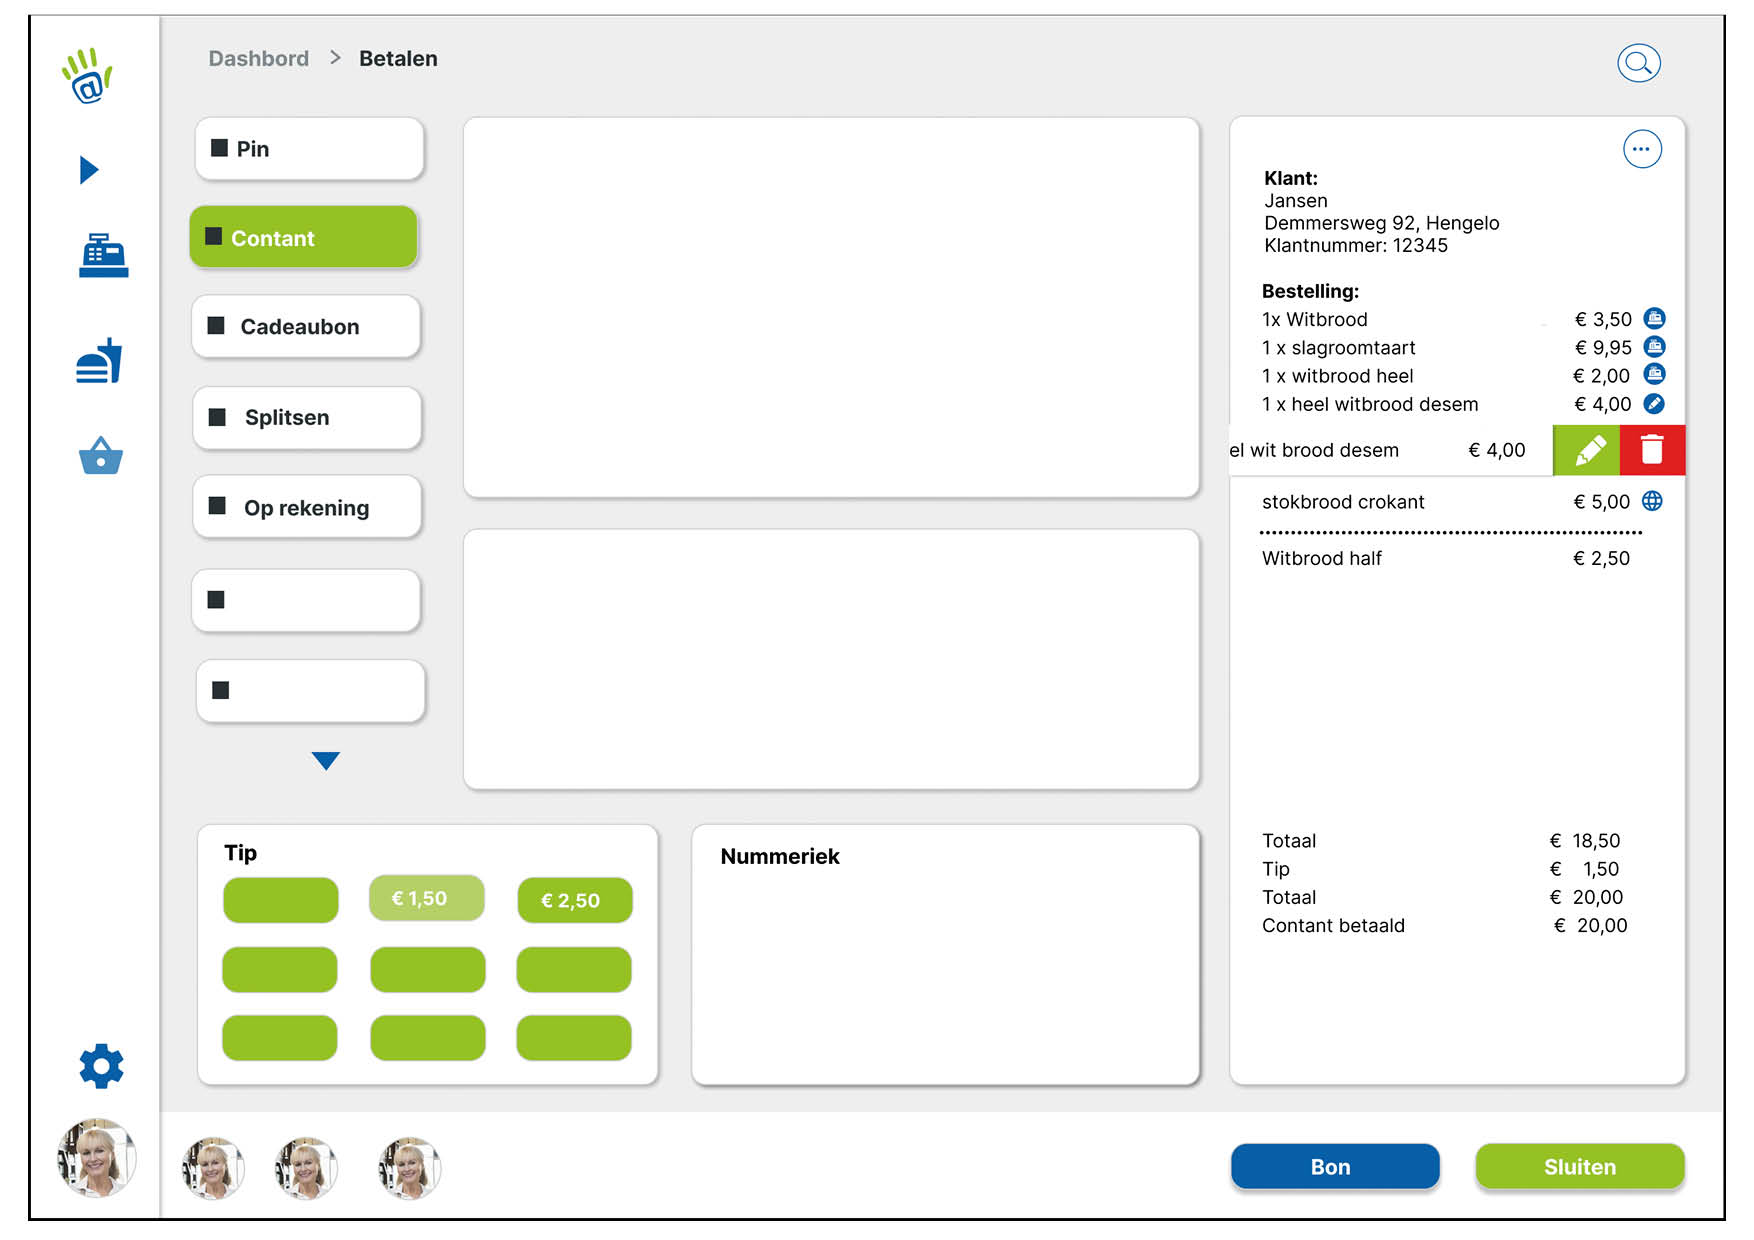 Dashbord > Betalen
Pin
Contant
Cadeaubon
Splitsen
Op rekening
Klant:
Jansen
Demmersweg 92, Hengelo
Klantnummer: 12345
Bestelling:
1x Witbrood € 3,50
1 x slagroomtaart € 9,95
1 x witbrood heel € 2,00
1 x heel witbrood desem € 4,00
el wit brood desem € 4,00
stokbrood crokant € 5,00
Witbrood half € 2,50
Totaal € 18,50
Tip € 1,50
Totaal € 20,00
Contant betaald € 20,00
Tip
€ 1,50
€ 2,50
Nummeriek
Bon
Sluiten